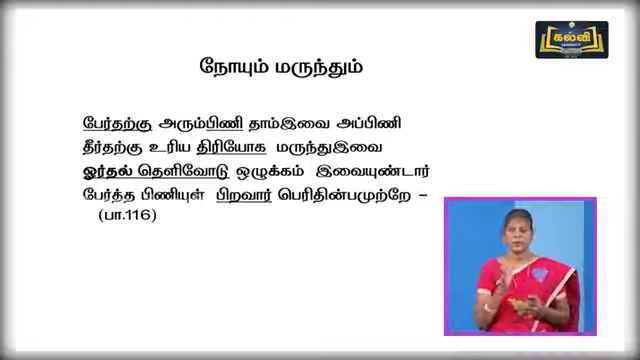 கல்வி
நோயும் மருந்தும்
பேர்தற்கு அரும்பிணி தாம்இவை அப்பிணி
தீர்தற்கு உரிய திரியோக மருந்துஇவை
ஓர்தல் தெளிவோடு ஒழுக்கம் இவையுண்டார்
பேர்த்த பிணியுள் பிறவார் பெரிதின்பமுற்றே –
(பா.116)